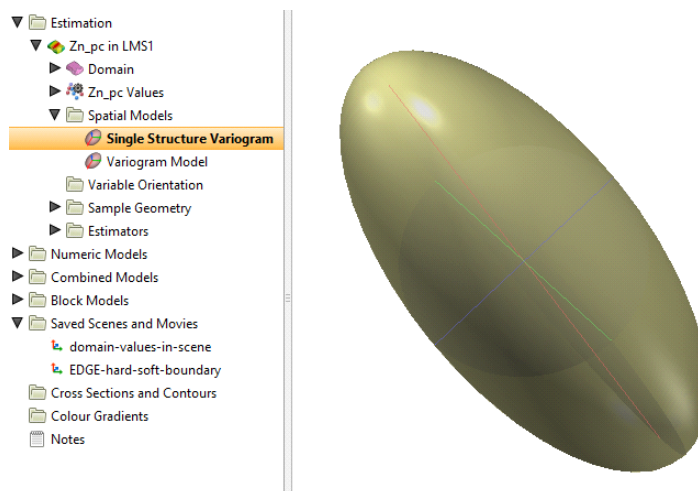 Estimation
Zn_pc in LMS1
Domain
Zn_pc Values
Spatial Models
Single Structure Variogram
Variogram Model
Variable Orientation
Sample Geometry
Estimators
Numeric Models
Combined Models
Block Models
Saved Scenes and Movies
domain-values-in-scene
EDGE-hard-soft-boundary
Cross Sections and Contours
Colour Gradients
Notes